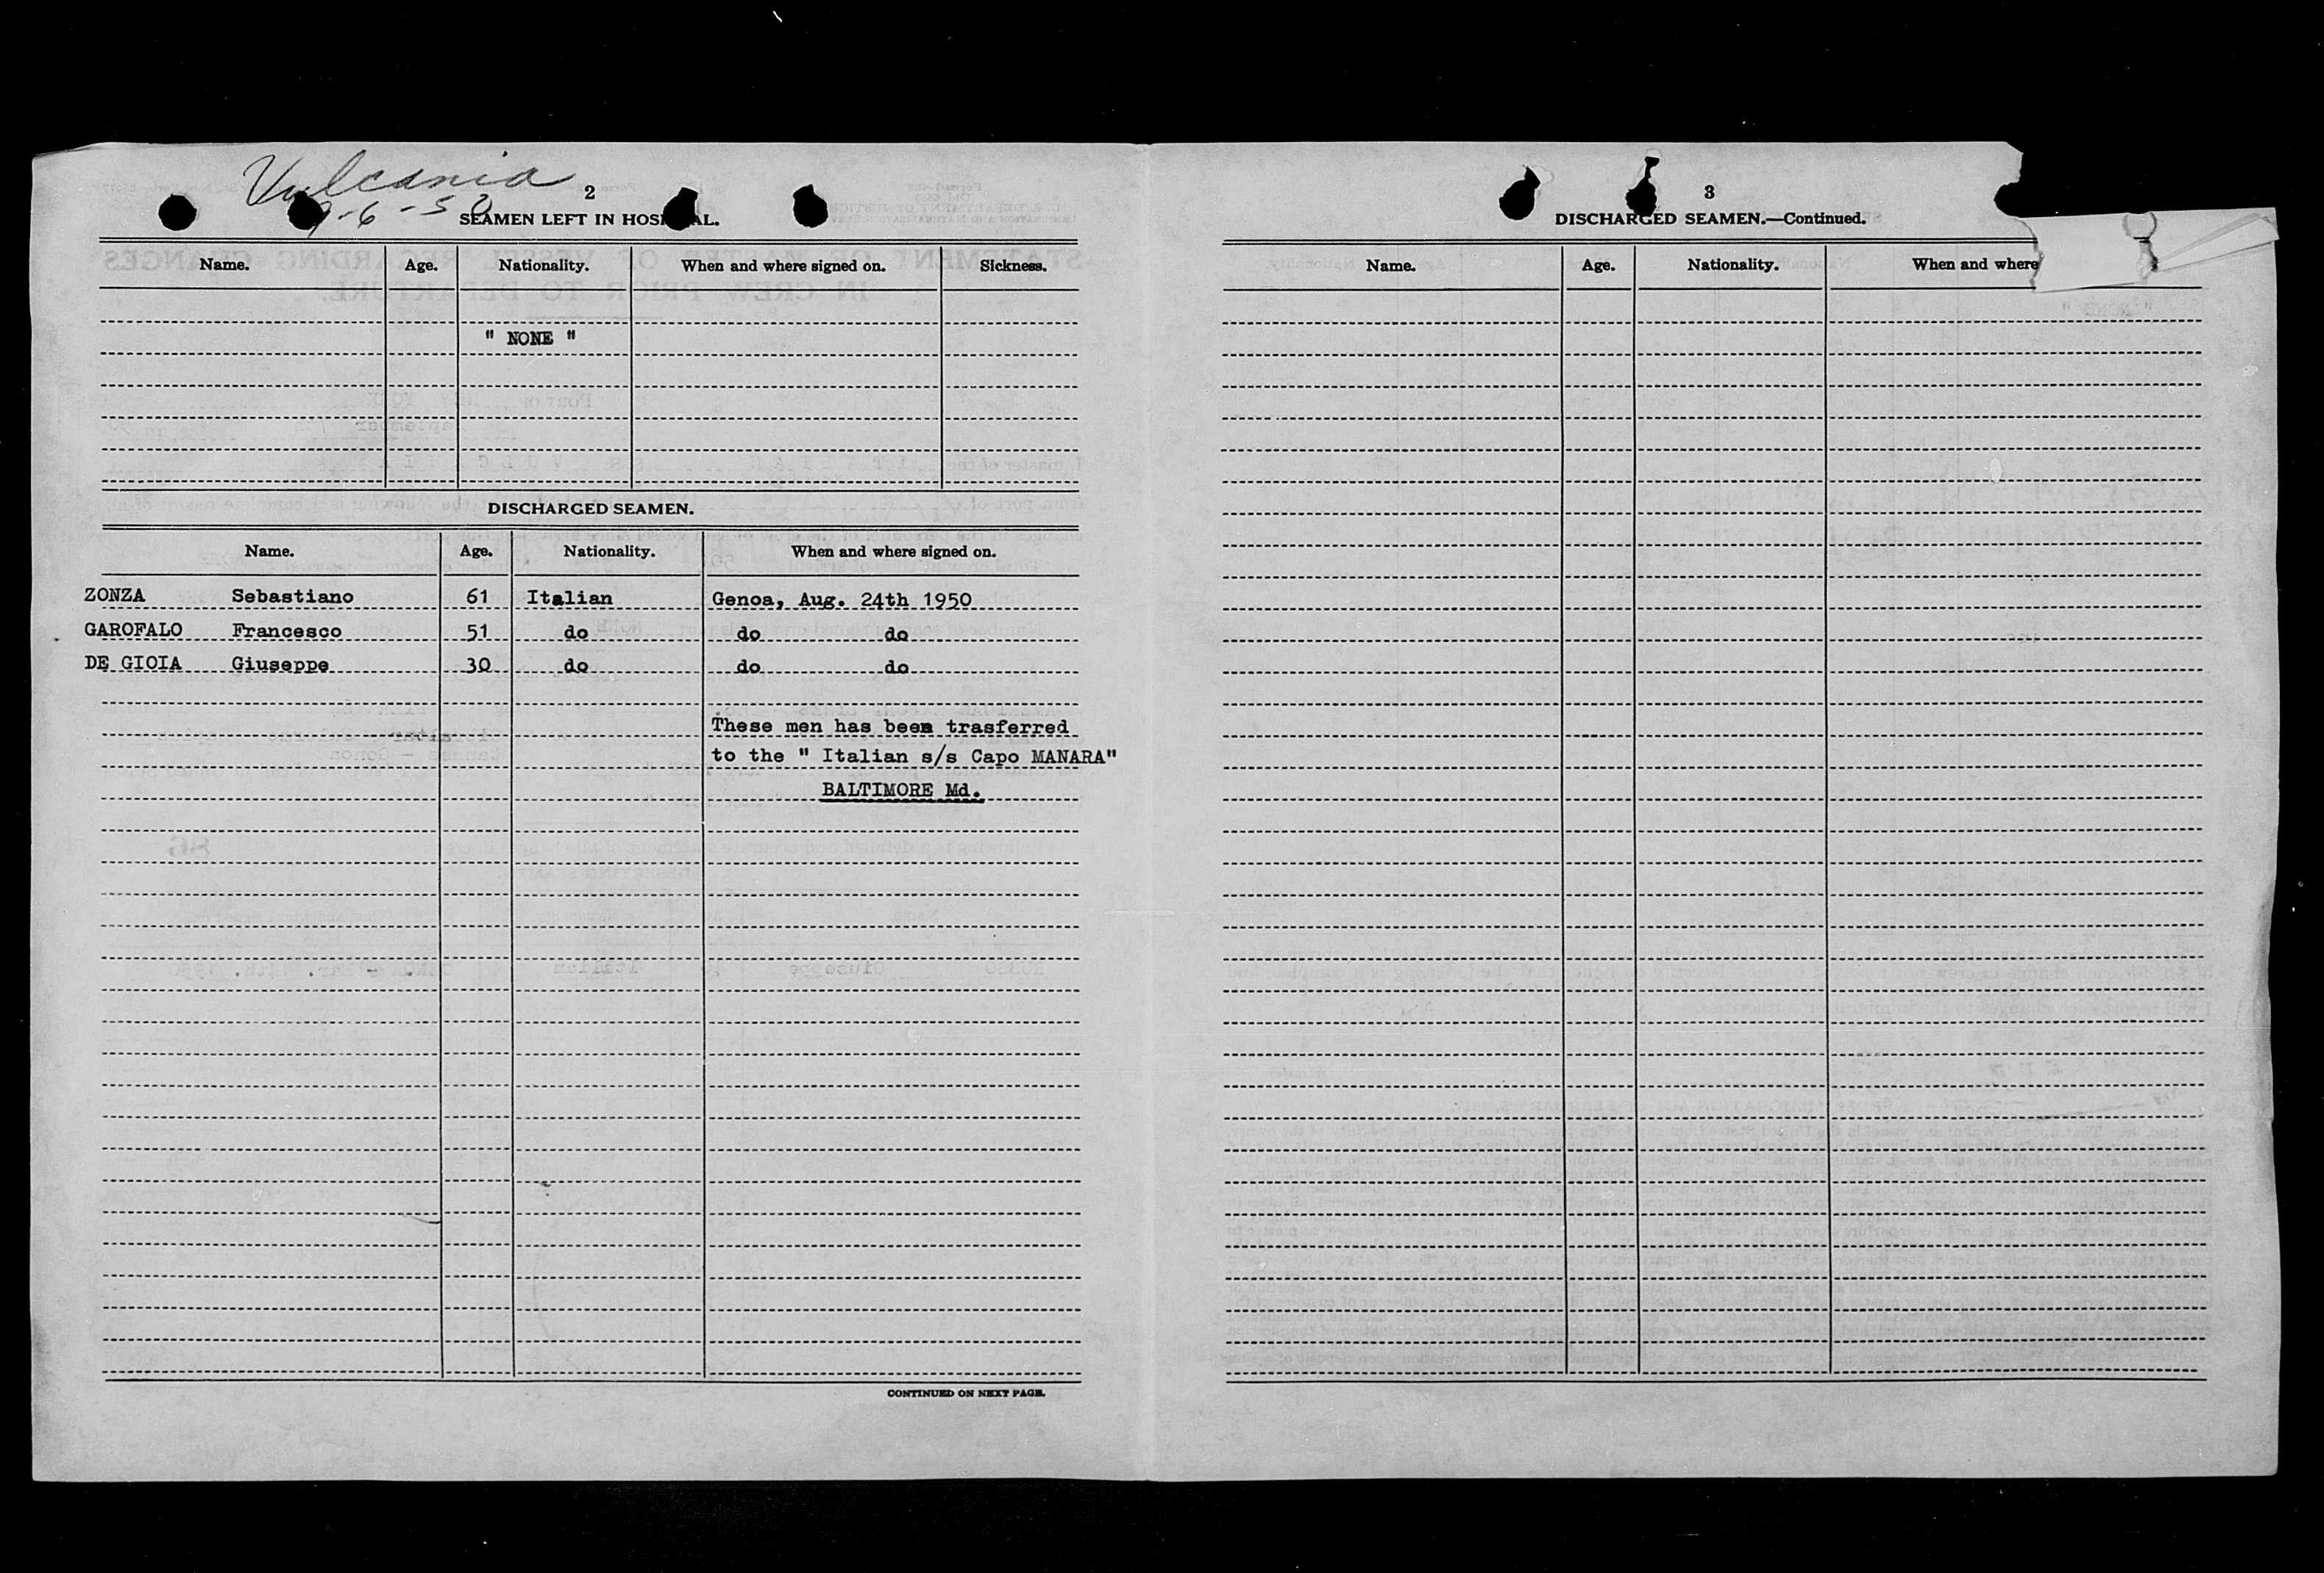 Vulcania
9-6-50
2
SEAMEN LEFT IN HOSPITAL.
Name. Age. Nationality. When and where signed on. Sickness.
" NONE "
DISCHARGED SEAMEN.
Name. Age. Nationality. When and where signed on.
ZONZA Sebastiano 61 Italian Genoa, Aug. 24th 1950
GAROFALO Francesco 51 do do do
DE GIOIA Giuseppe 30 do do do
These men has been trasferred
to the " Italian s/s Capo MANARA"
BALTIMORE Md.
CONTINUED ON NEXT PAGE.
3
DISCHARGED SEAMEN.—Continued.
Name. Age. Nationality. When and where